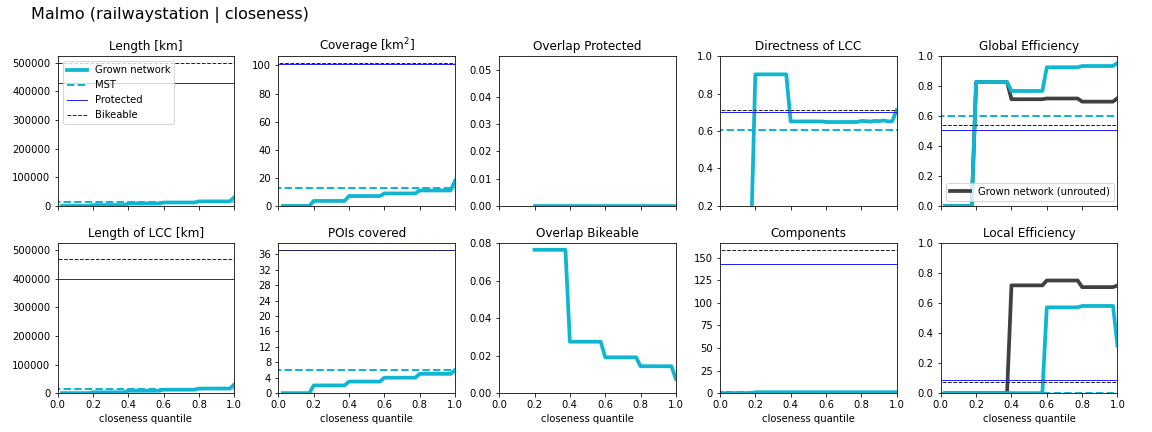 Malmo (railwaystation | closeness)
Length [km]
500000
400000
300000
200000
100000
0
Grown network
MST
Protected
Bikeable
Coverage [km²]
100
80
60
40
20
0
Overlap Protected
0.05
0.04
0.03
0.02
0.01
0.00
Directness of LCC
1.0
0.8
0.6
0.4
0.2
Global Efficiency
1.0
0.8
0.6
0.4
0.2
0.0
Grown network (unrouted)
Length of LCC [km]
500000
400000
300000
200000
100000
0
0.0 0.2 0.4 0.6 0.8 1.0
closeness quantile
POIs covered
36
32
28
24
20
16
12
8
4
0
0.0 0.2 0.4 0.6 0.8 1.0
closeness quantile
Overlap Bikeable
0.08
0.06
0.04
0.02
0.00
0.0 0.2 0.4 0.6 0.8 1.0
closeness quantile
Components
150
125
100
75
50
25
0
0.0 0.2 0.4 0.6 0.8 1.0
closeness quantile
Local Efficiency
1.0
0.8
0.6
0.4
0.2
0.0
0.0 0.2 0.4 0.6 0.8 1.0
closeness quantile